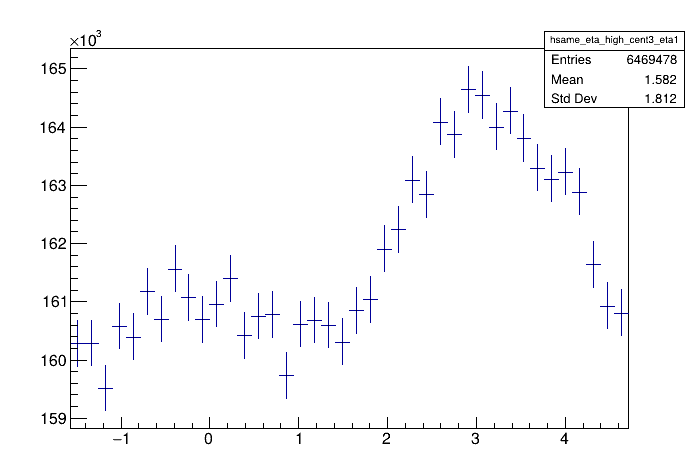 ×10³
hsame_eta_high_cent3_eta1
Entries 6469478
Mean 1.582
Std Dev 1.812
165
164
163
162
161
160
159
−1 0 1 2 3 4